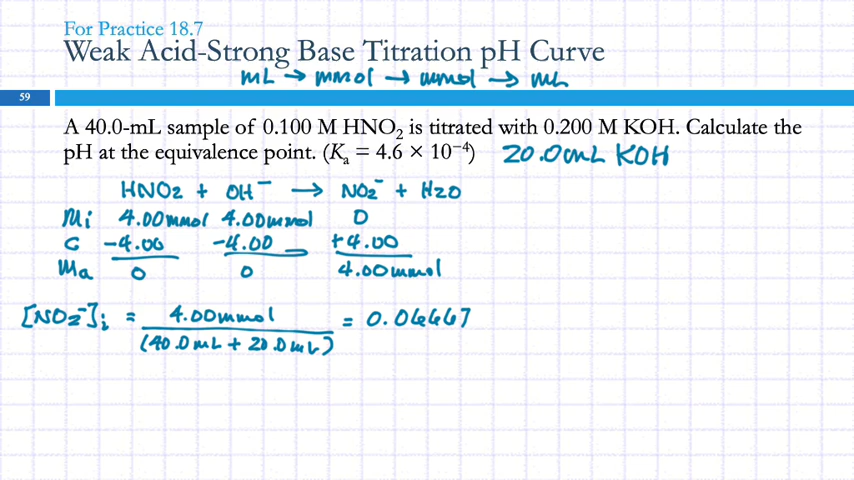 For Practice 18.7
Weak Acid-Strong Base Titration pH Curve
mL → mmol → mmol → mL
59
A 40.0-mL sample of 0.100 M HNO₂ is titrated with 0.200 M KOH. Calculate the
pH at the equivalence point. (Kₐ = 4.6 × 10⁻⁴) 20.0mL KOH
HNO₂ + OH⁻ → NO₂⁻ + H₂O
Mi 4.00mmol 4.00mmol 0
C -4.00 -4.00 +4.00
Ma 0 0 4.00mmol
[NO₂⁻]i = 4.00mmol = 0.06667
(40.0mL + 20.0mL)